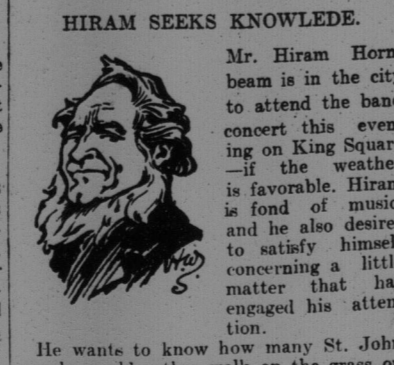 HIRAM SEEKS KNOWLEDE.
Mr. Hiram Horn
beam is in the city
to attend the ban
concert this even
ing on King Squar
—if the weathe
is favorable. Hiram
is fond of music
and he also desire
to satisfy himsel
concerning a littl
matter that ha
engaged his atten
tion.
He wants to know how many St. John